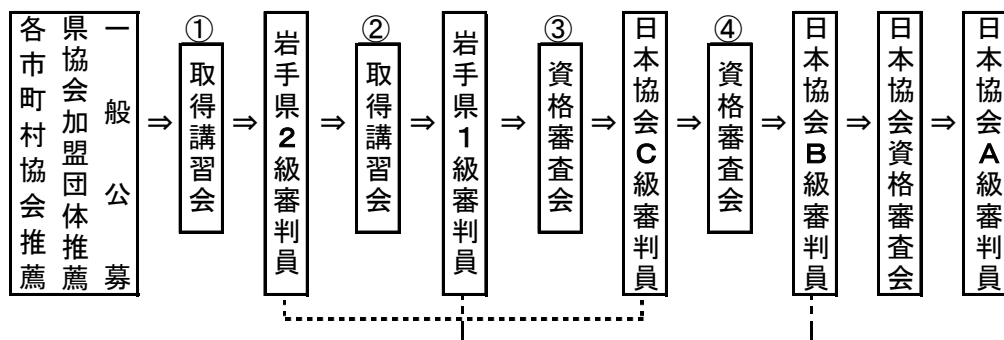 一般公募
県協会加盟団体推薦
各市町村協会推薦
⇒
①
取得講習会
⇒
岩手県2級審判員
⇒
②
取得講習会
⇒
岩手県1級審判員
⇒
③
資格審査会
⇒
日本協会C級審判員
⇒
④
資格審査会
⇒
日本協会B級審判員
⇒
日本協会資格審査会
⇒
日本協会A級審判員